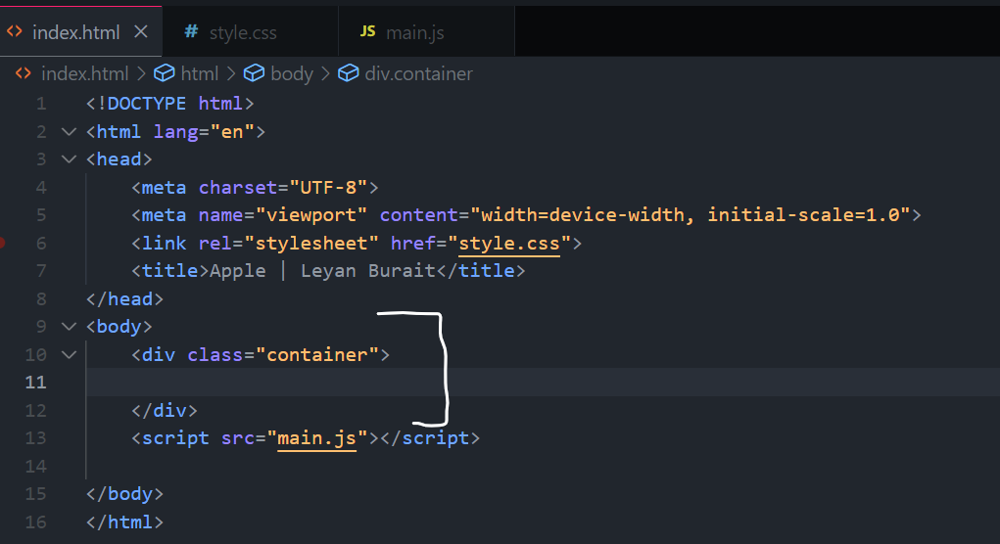 index.html
style.css
JS main.js
index.html html body div.container
1 <!DOCTYPE html>
2 <html lang="en">
3 <head>
4 <meta charset="UTF-8">
5 <meta name="viewport" content="width=device-width, initial-scale=1.0">
6 <link rel="stylesheet" href="style.css">
7 <title>Apple | Leyan Burait</title>
8 </head>
9 <body>
10 <div class="container">
11
12 </div>
13 <script src="main.js"></script>
14
15 </body>
16 </html>